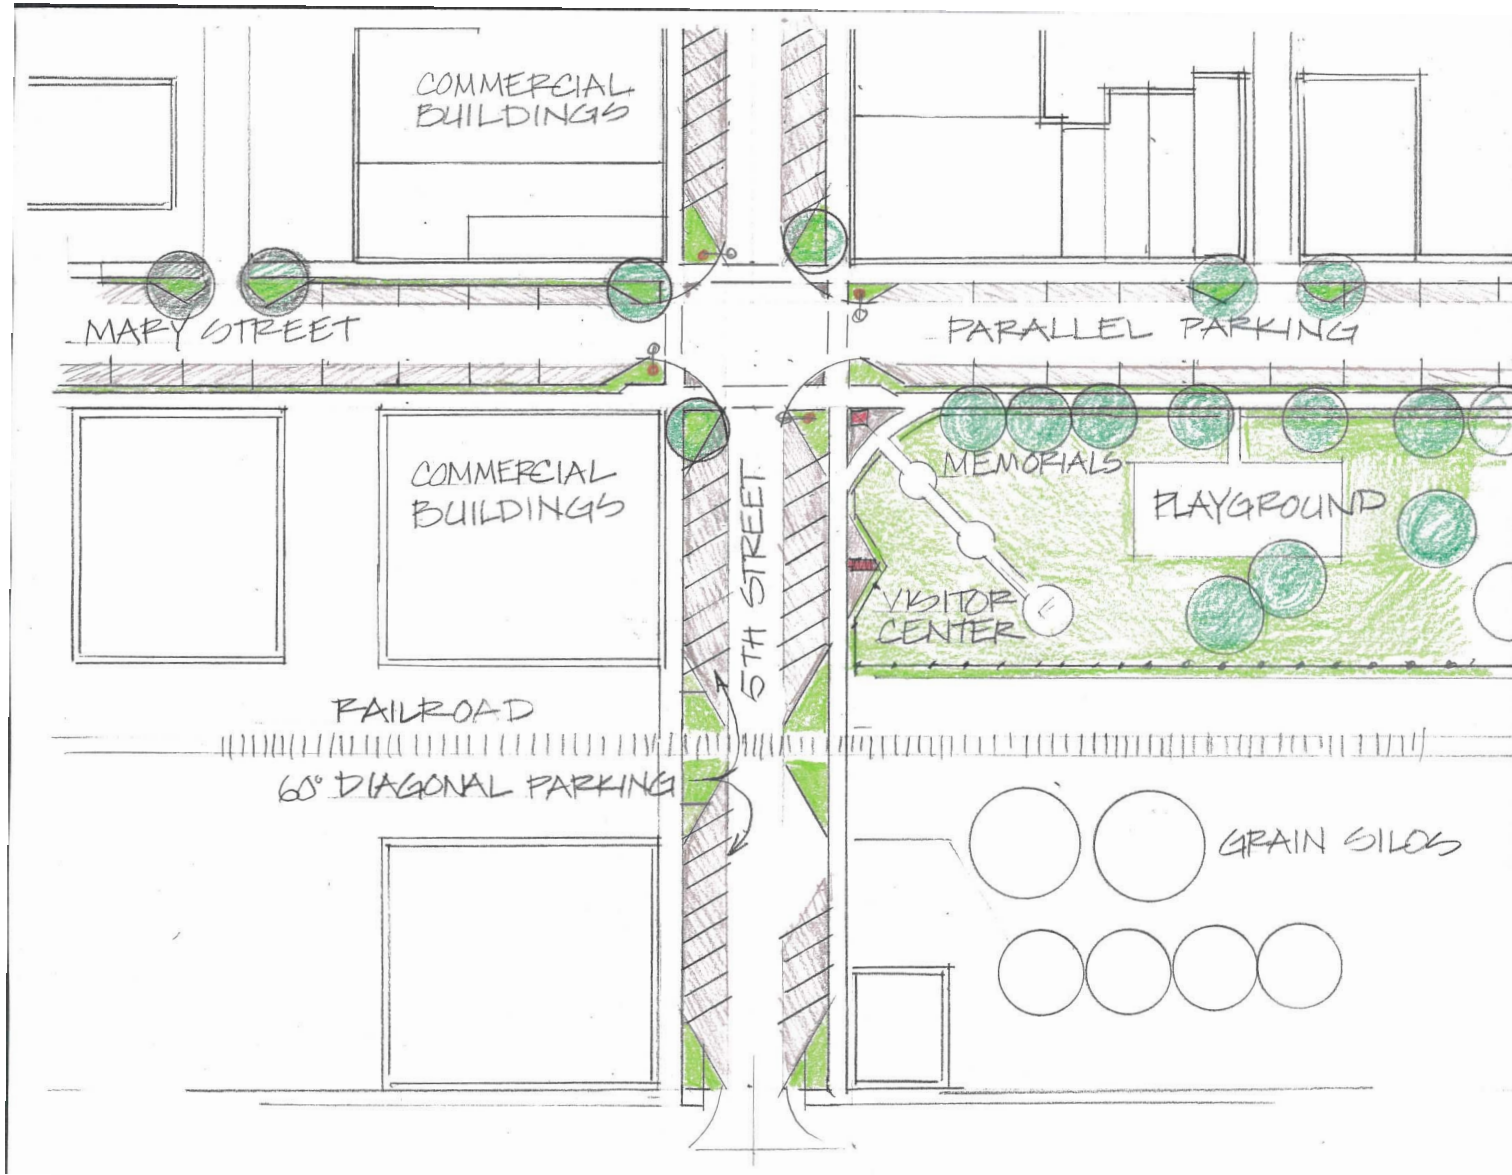 COMMERCIAL
BUILDINGS
MARY STREET
PARALLEL PARKING
COMMERCIAL
BUILDINGS
5TH STREET
MEMORIALS
PLAYGROUND
VISITOR
CENTER
RAILROAD
60° DIAGONAL PARKING
GRAIN SILOS